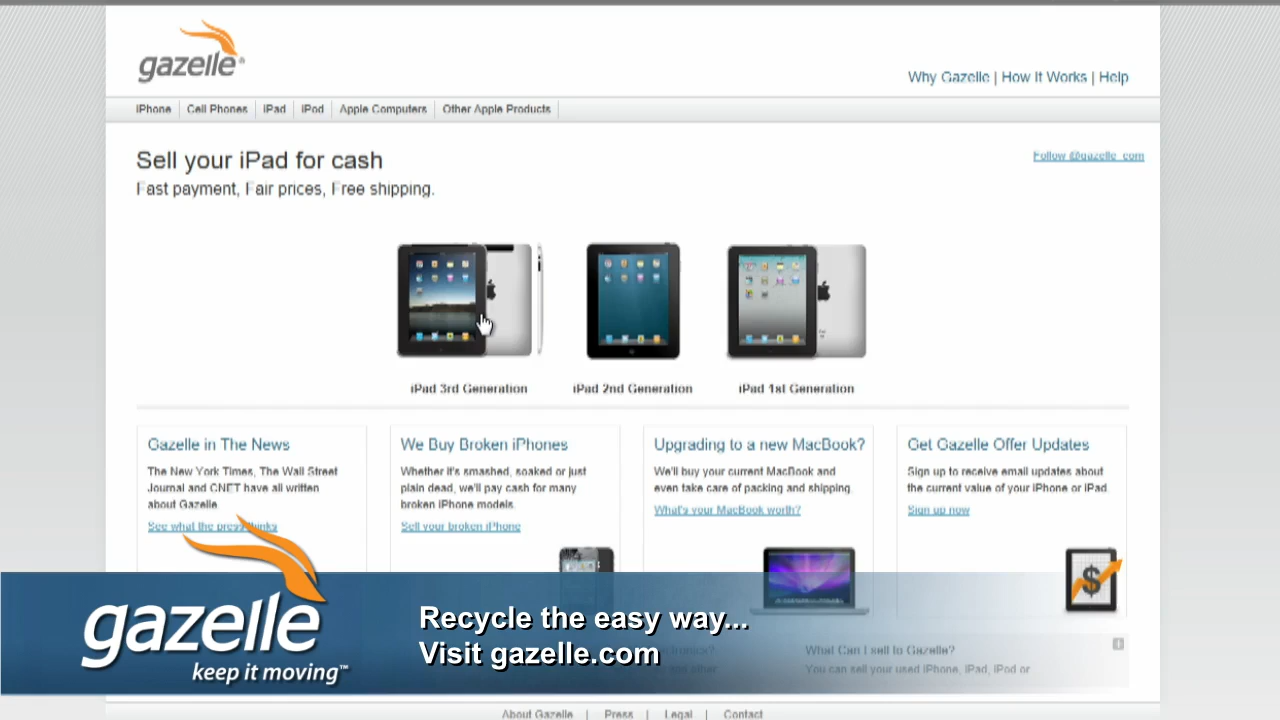 gazelle
Why Gazelle | How It Works | Help
iPhone
Cell Phones
iPad
iPod
Apple Computers
Other Apple Products
Sell your iPad for cash
Follow @gazelle_com
Fast payment, Fair prices, Free shipping.
iPad 3rd Generation
iPad 2nd Generation
iPad 1st Generation
Gazelle in The News
The New York Times, The Wall Street
Journal and CNET have all written
about Gazelle.
See what the press thinks
We Buy Broken iPhones
Whether it's smashed, soaked or just
plain dead, we'll pay cash for many
broken iPhone models.
Sell your broken iPhone
Upgrading to a new MacBook?
We'll buy your current MacBook and
even take care of packing and shipping.
What's your MacBook worth?
Get Gazelle Offer Updates
Sign up to receive email updates about
the current value of your iPhone or iPad.
Sign up now
$
gazelle
keep it moving™
Recycle the easy way...
Visit gazelle.com
What Can I sell to Gazelle?
You can sell your used iPhone, iPad, iPod or
About Gazelle | Press | Legal | Contact